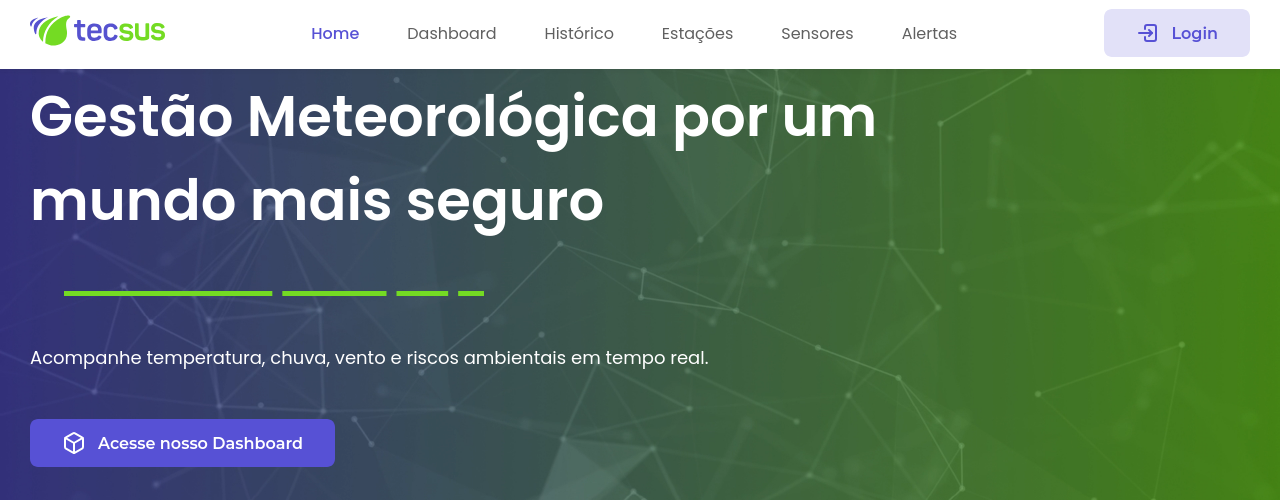 tecsus
Home
Dashboard
Histórico
Estações
Sensores
Alertas
Login
Gestão Meteorológica por um
mundo mais seguro
Acompanhe temperatura, chuva, vento e riscos ambientais em tempo real.
Acesse nosso Dashboard